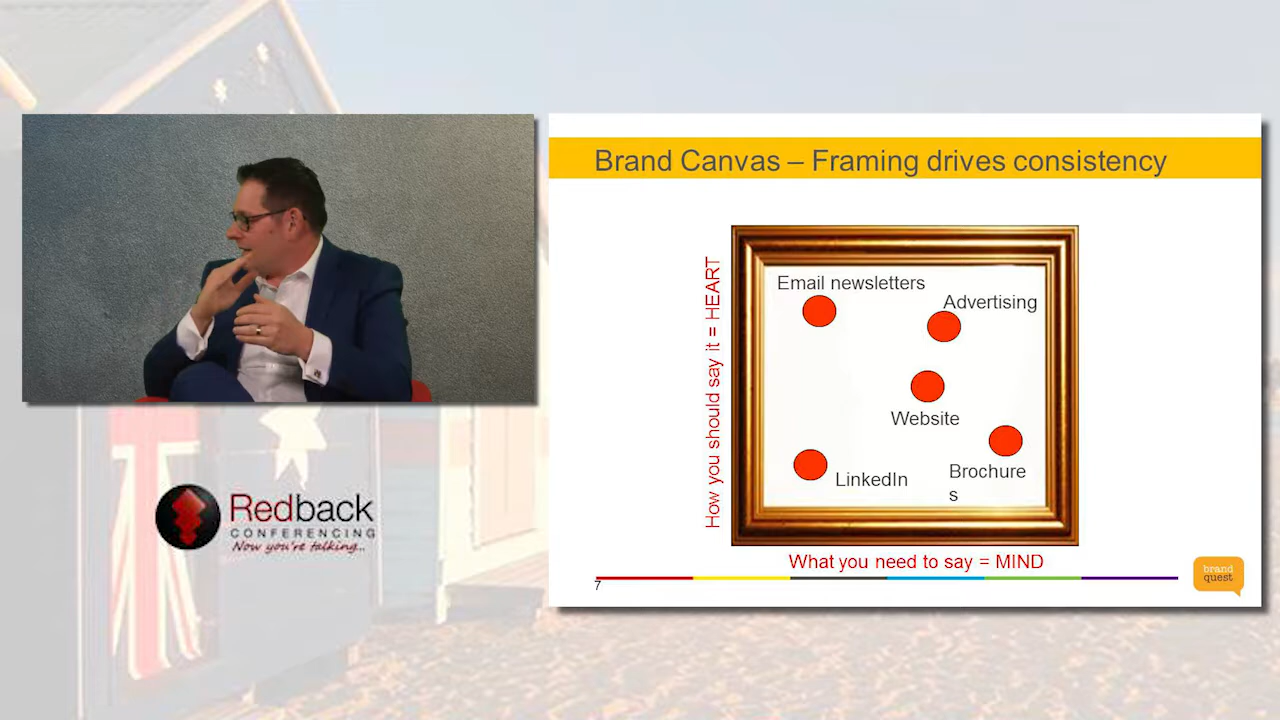 Brand Canvas – Framing drives consistency
Email newsletters
Advertising
How you should say it = HEART
Website
LinkedIn
Brochure
s
What you need to say = MIND
7
brand
quest
Redback
CONFERENCING
Now you're talking...